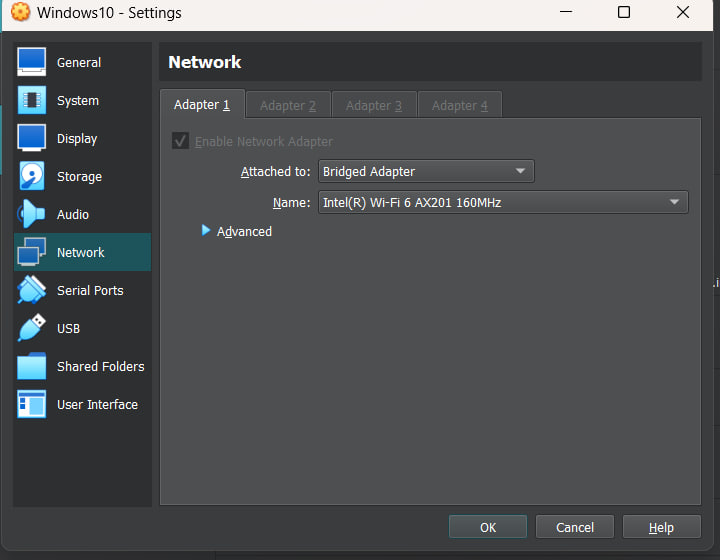 Windows10 - Settings
General
System
Display
Storage
Audio
Network
Serial Ports
USB
Shared Folders
User Interface
Network
Adapter 1 Adapter 2 Adapter 3 Adapter 4
Enable Network Adapter
Attached to: Bridged Adapter
Name: Intel(R) Wi-Fi 6 AX201 160MHz
Advanced
OK Cancel Help